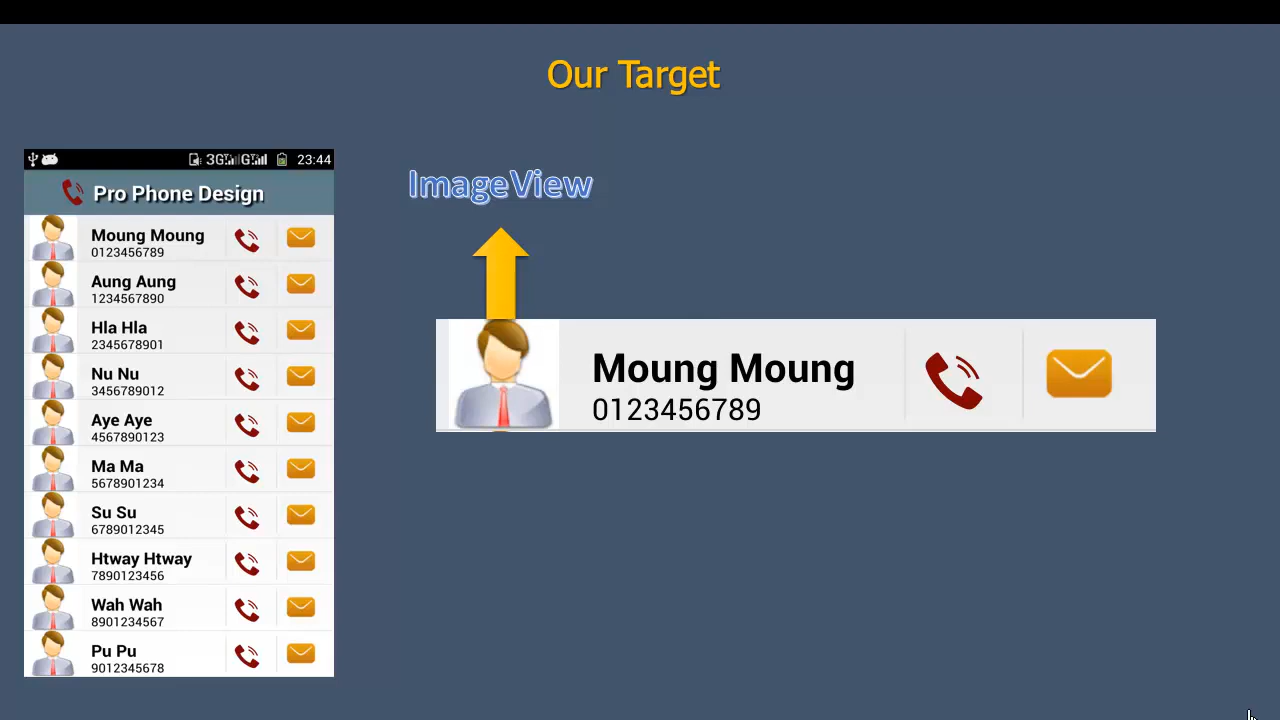 Our Target
3G G 23:44
Pro Phone Design
Moung Moung
0123456789
Aung Aung
1234567890
Hla Hla
2345678901
Nu Nu
3456789012
Aye Aye
4567890123
Ma Ma
5678901234
Su Su
6789012345
Htway Htway
7890123456
Wah Wah
8901234567
Pu Pu
9012345678
ImageView
Moung Moung
0123456789